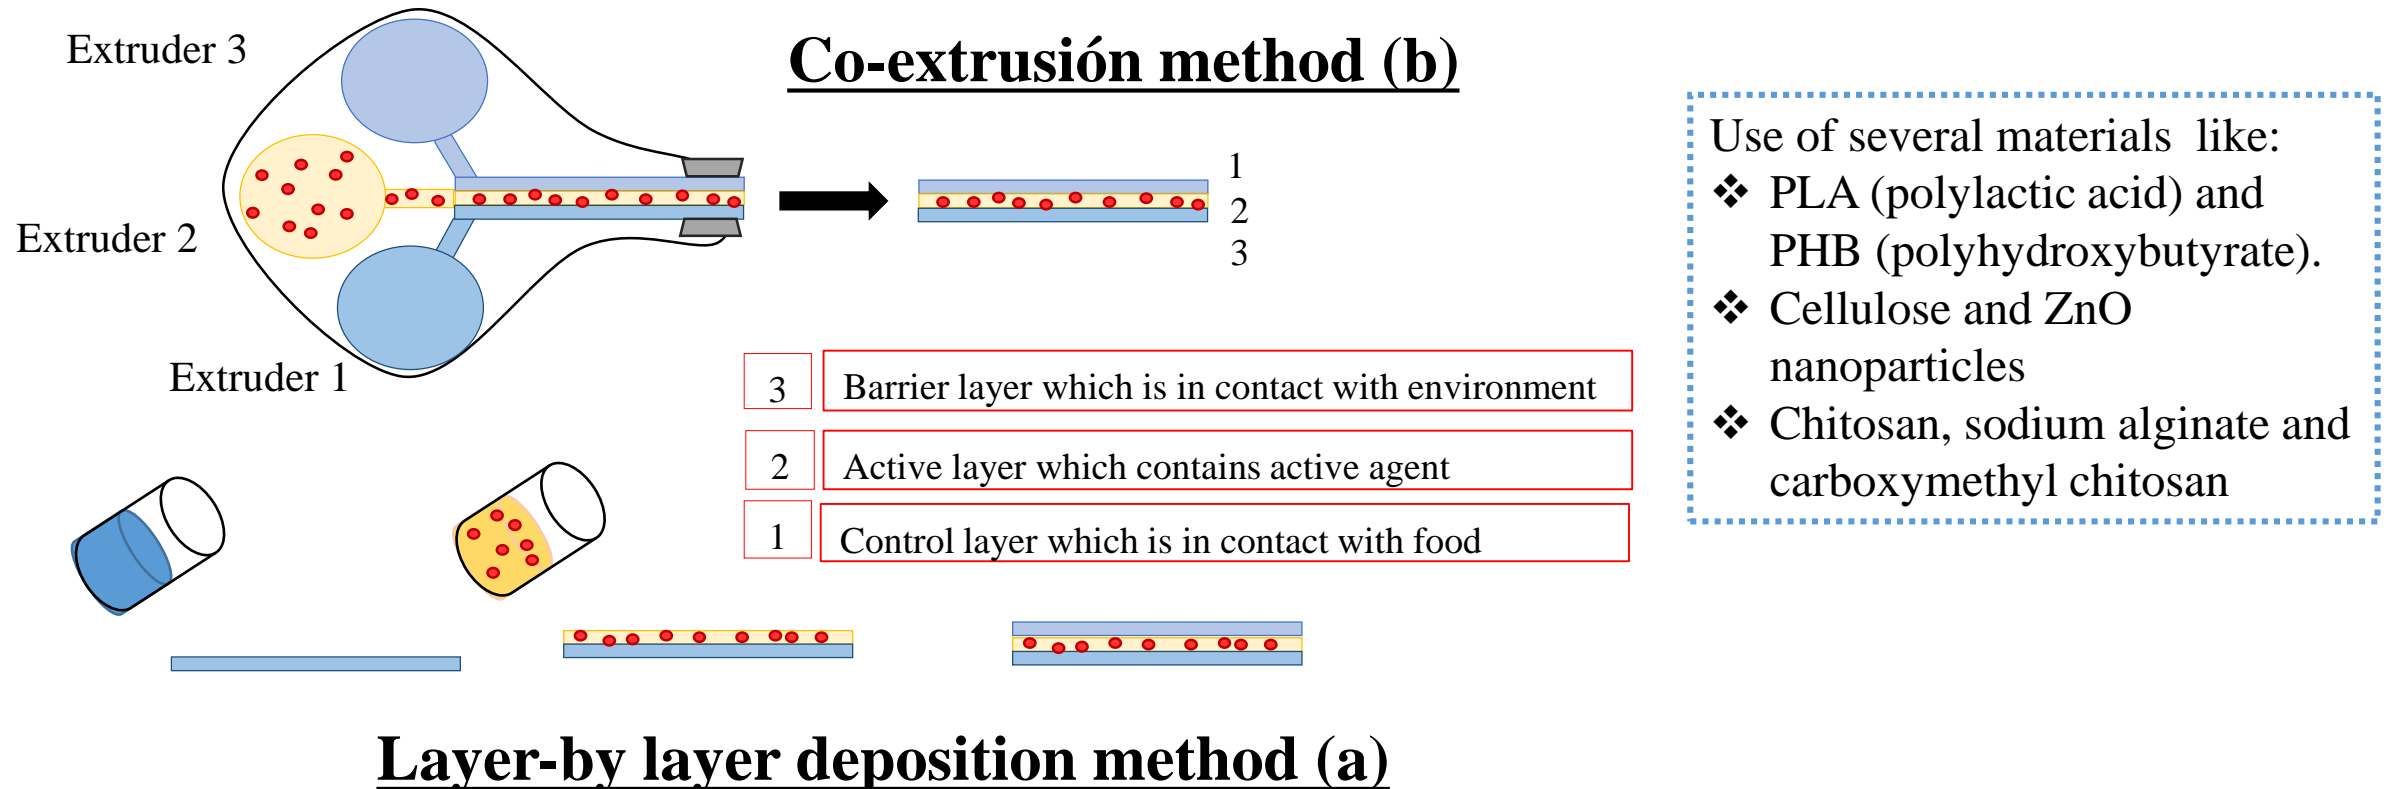 Extruder 3
Co-extrusión method (b)
Extruder 2
Extruder 1
1
2
3
Use of several materials like:
❖ PLA (polylactic acid) and
PHB (polyhydroxybutyrate).
❖ Cellulose and ZnO
nanoparticles
❖ Chitosan, sodium alginate and
carboxymethyl chitosan
3 Barrier layer which is in contact with environment
2 Active layer which contains active agent
1 Control layer which is in contact with food
Layer-by layer deposition method (a)